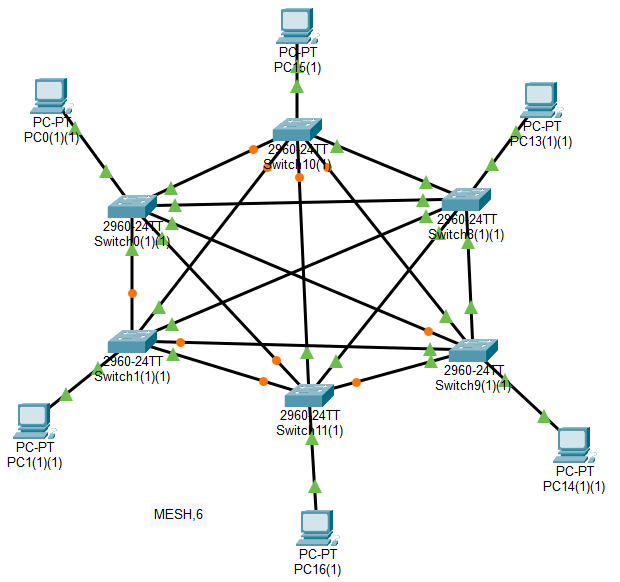 PC-PT
PC15(1)
PC-PT
PC0(1)(1)
PC-PT
PC13(1)(1)
2960-24TT
Switch10(1)
2960-24TT
Switch0(1)(1)
2960-24TT
Switch8(1)(1)
2960-24TT
Switch1(1)(1)
2960-24TT
Switch9(1)(1)
2960-24TT
Switch11(1)
PC-PT
PC1(1)(1)
PC-PT
PC14(1)(1)
MESH,6
PC-PT
PC16(1)